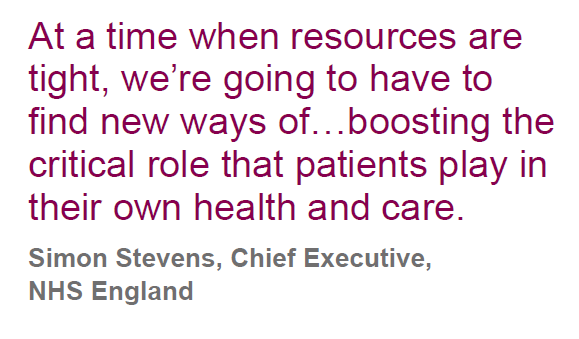 At a time when resources are
tight, we’re going to have to
find new ways of…boosting the
critical role that patients play in
their own health and care.
Simon Stevens, Chief Executive,
NHS England